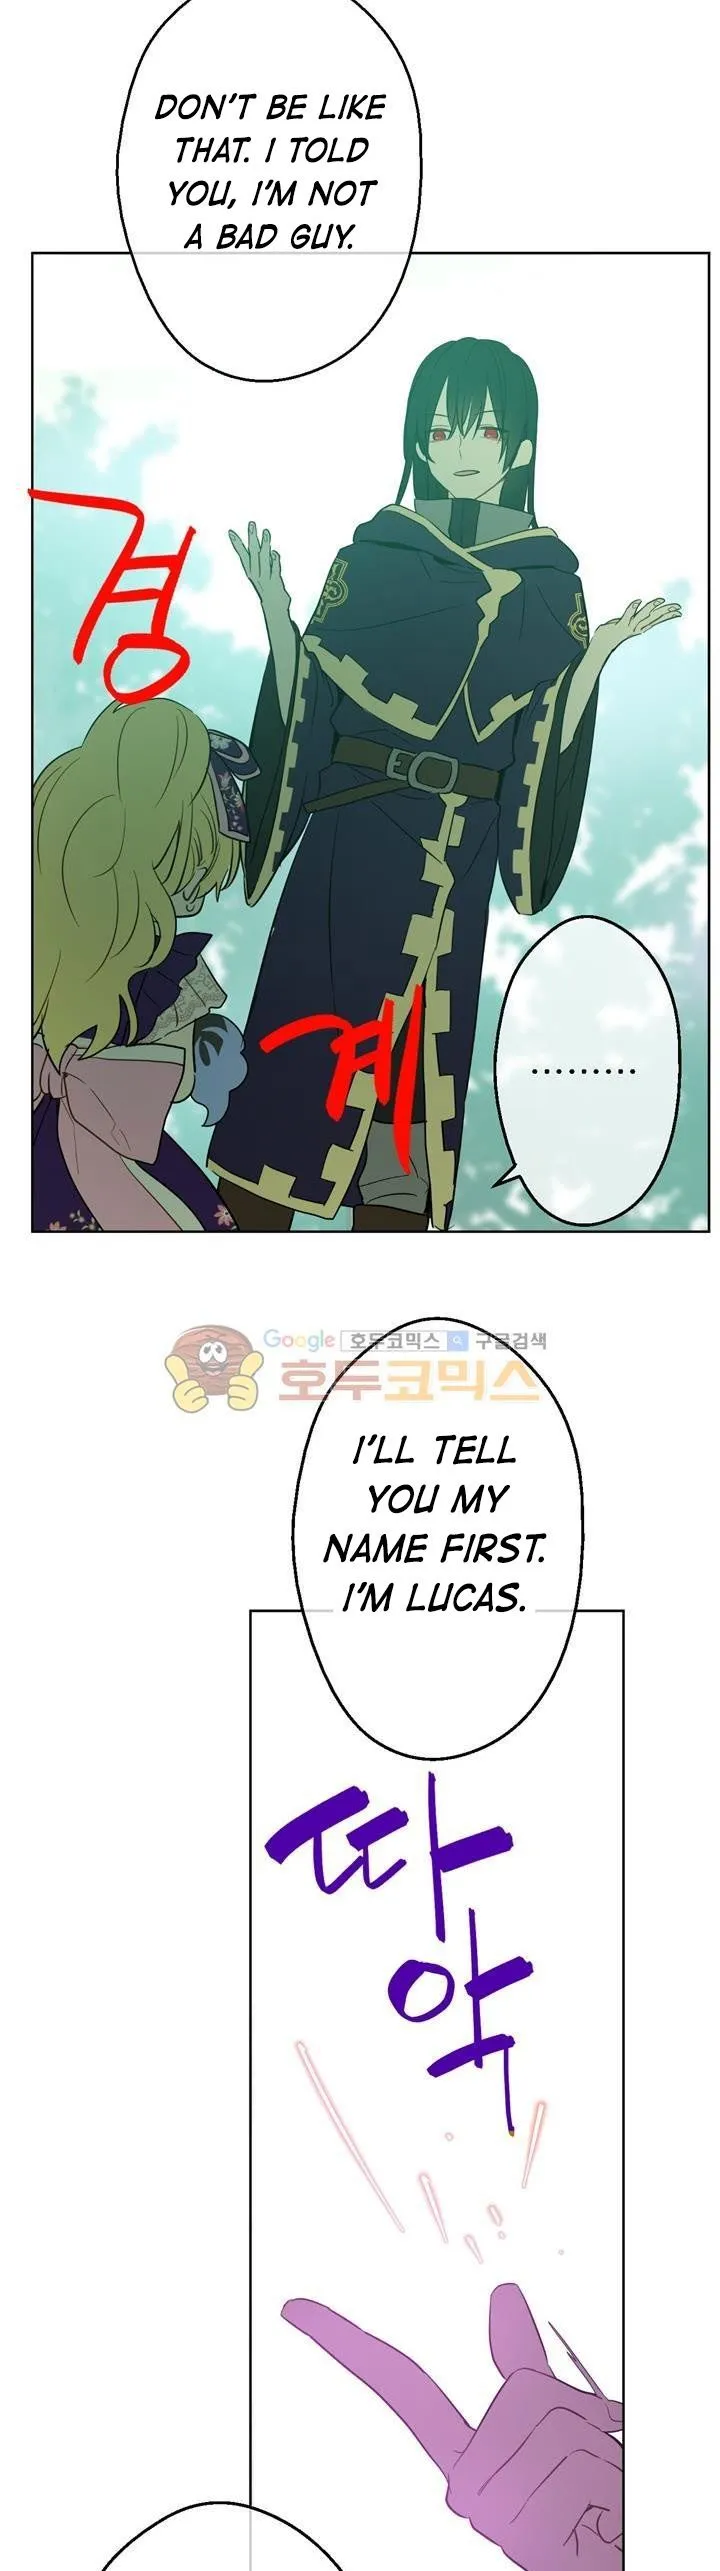 DON'T BE LIKE
THAT. I TOLD
YOU, I'M NOT
A BAD GUY.
경
계
.........
Google 호두코믹스 구글검색
호두코믹스
I'LL TELL
YOU MY
NAME FIRST.
I'M LUCAS.
따
악